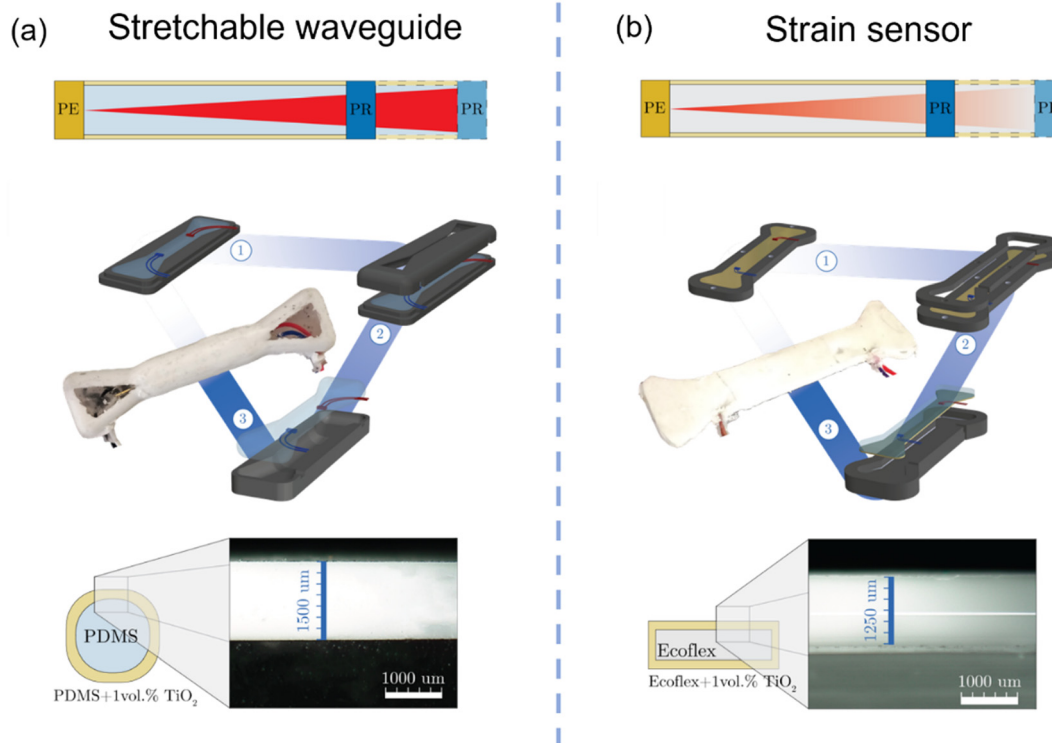 (a) Stretchable waveguide
PE PR PR
1
2
3
1500 um
PDMS
1000 um
PDMS+1vol.% TiO₂
(b) Strain sensor
PE PR
1
2
3
1250 um
Ecoflex
1000 um
Ecoflex+1vol.% TiO₂